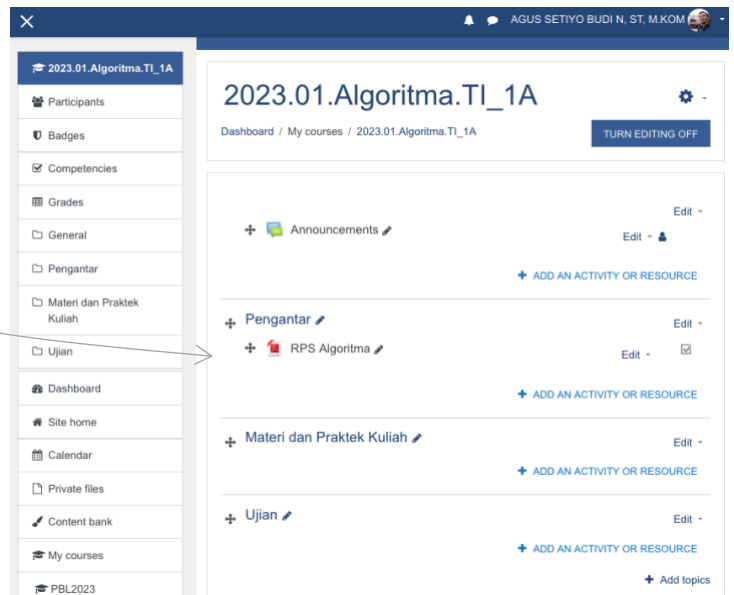 AGUS SETIYO BUDI N, ST, M.KOM
2023.01.Algoritma.TI_1A
Participants
Badges
Competencies
Grades
General
Pengantar
Materi dan Praktek
Kuliah
Ujian
Dashboard
Site home
Calendar
Private files
Content bank
My courses
PBL2023
2023.01.Algoritma.TI_1A
Dashboard / My courses / 2023.01.Algoritma.TI_1A
TURN EDITING OFF
Edit
Announcements
Edit
+ ADD AN ACTIVITY OR RESOURCE
Pengantar
Edit
RPS Algoritma
Edit
+ ADD AN ACTIVITY OR RESOURCE
Materi dan Praktek Kuliah
Edit
+ ADD AN ACTIVITY OR RESOURCE
Ujian
Edit
+ ADD AN ACTIVITY OR RESOURCE
+ Add topics